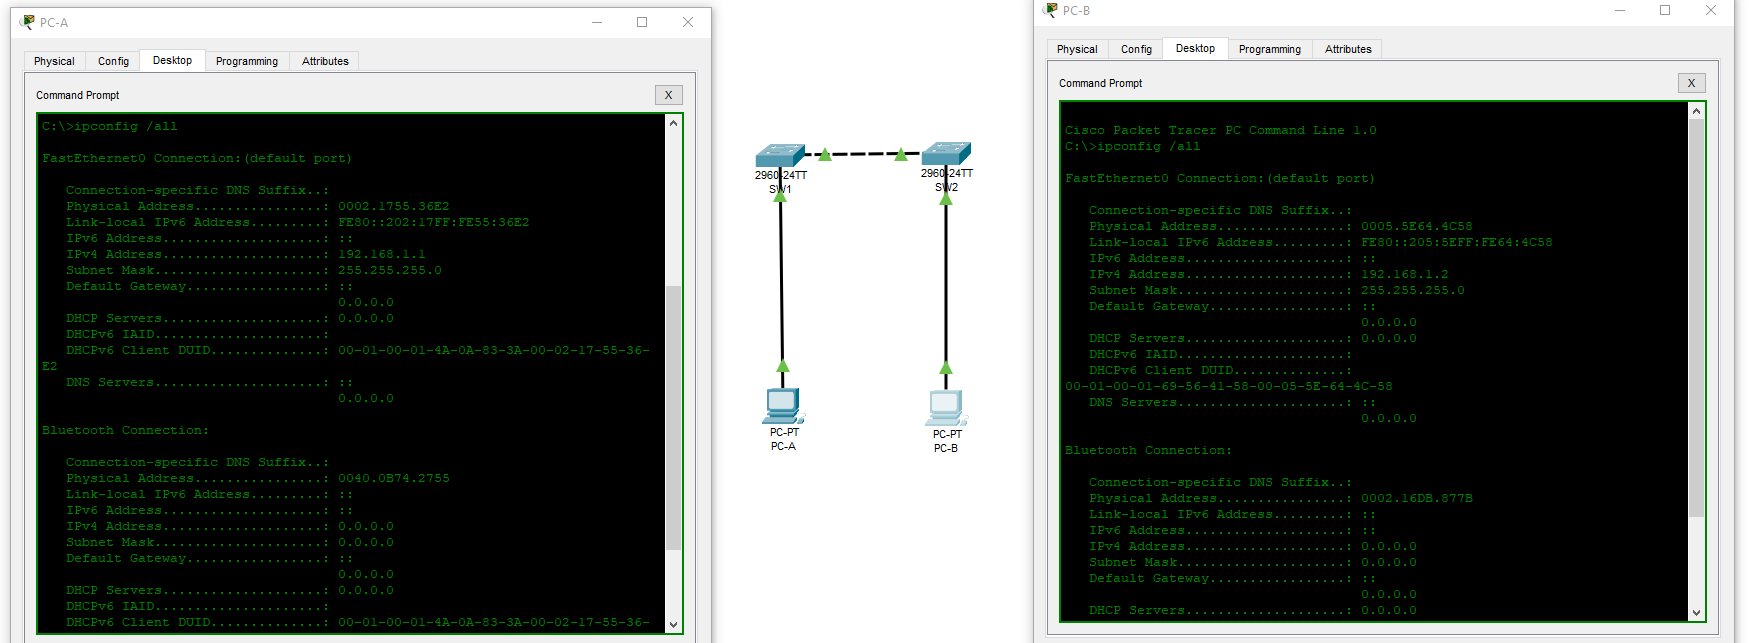 PC-A
Physical Config Desktop Programming Attributes
Command Prompt X
C:\>ipconfig /all
FastEthernet0 Connection:(default port)
Connection-specific DNS Suffix..:
Physical Address................: 0002.1755.36E2
Link-local IPv6 Address.........: FE80::202:17FF:FE55:36E2
IPv6 Address....................: ::
IPv4 Address....................: 192.168.1.1
Subnet Mask.....................: 255.255.255.0
Default Gateway.................: ::
0.0.0.0
DHCP Servers....................: 0.0.0.0
DHCPv6 IAID.....................:
DHCPv6 Client DUID..............: 00-01-00-01-4A-0A-83-3A-00-02-17-55-36-
E2
DNS Servers.....................: ::
0.0.0.0
Bluetooth Connection:
Connection-specific DNS Suffix..:
Physical Address................: 0040.0B74.2755
Link-local IPv6 Address.........: ::
IPv6 Address....................: ::
IPv4 Address....................: 0.0.0.0
Subnet Mask.....................: 0.0.0.0
Default Gateway.................: ::
0.0.0.0
DHCP Servers....................: 0.0.0.0
DHCPv6 IAID.....................:
DHCPv6 Client DUID..............: 00-01-00-01-4A-0A-83-3A-00-02-17-55-36-
2960-24TT
SW1
2960-24TT
SW2
PC-PT
PC-A
PC-PT
PC-B
PC-B
Physical Config Desktop Programming Attributes
Command Prompt X
Cisco Packet Tracer PC Command Line 1.0
C:\>ipconfig /all
FastEthernet0 Connection:(default port)
Connection-specific DNS Suffix..:
Physical Address................: 0005.5E64.4C58
Link-local IPv6 Address.........: FE80::205:5EFF:FE64:4C58
IPv6 Address....................: ::
IPv4 Address....................: 192.168.1.2
Subnet Mask.....................: 255.255.255.0
Default Gateway.................: ::
0.0.0.0
DHCP Servers....................: 0.0.0.0
DHCPv6 IAID.....................:
DHCPv6 Client DUID..............:
00-01-00-01-69-56-41-58-00-05-5E-64-4C-58
DNS Servers.....................: ::
0.0.0.0
Bluetooth Connection:
Connection-specific DNS Suffix..:
Physical Address................: 0002.16DB.877B
Link-local IPv6 Address.........: ::
IPv6 Address....................: ::
IPv4 Address....................: 0.0.0.0
Subnet Mask.....................: 0.0.0.0
Default Gateway.................: ::
0.0.0.0
DHCP Servers....................: 0.0.0.0